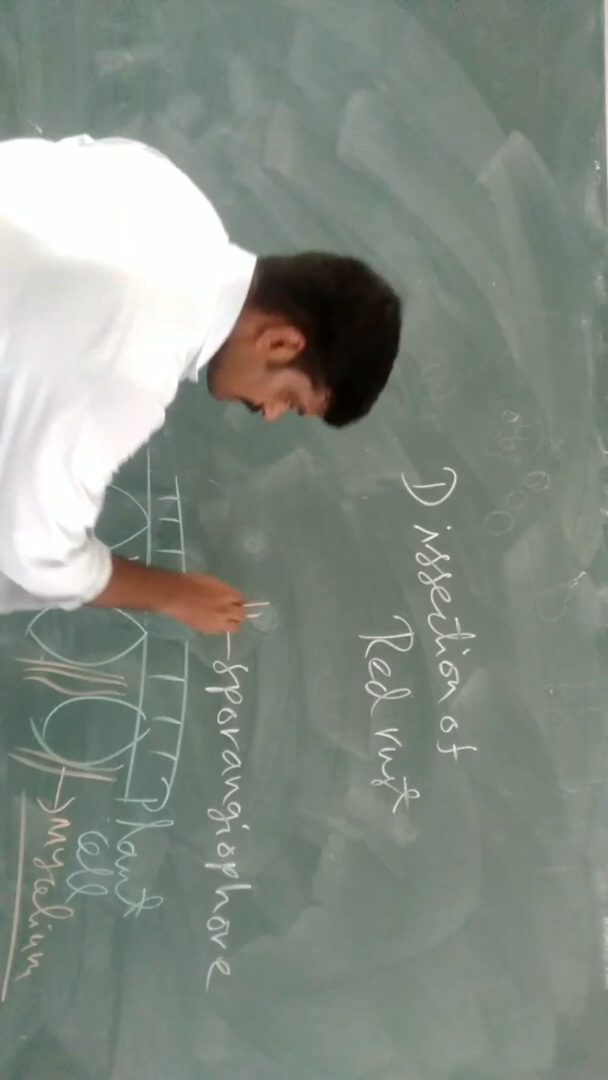 Dissection of
Red rust
sporangiophore
Plant
cell
Mycelium